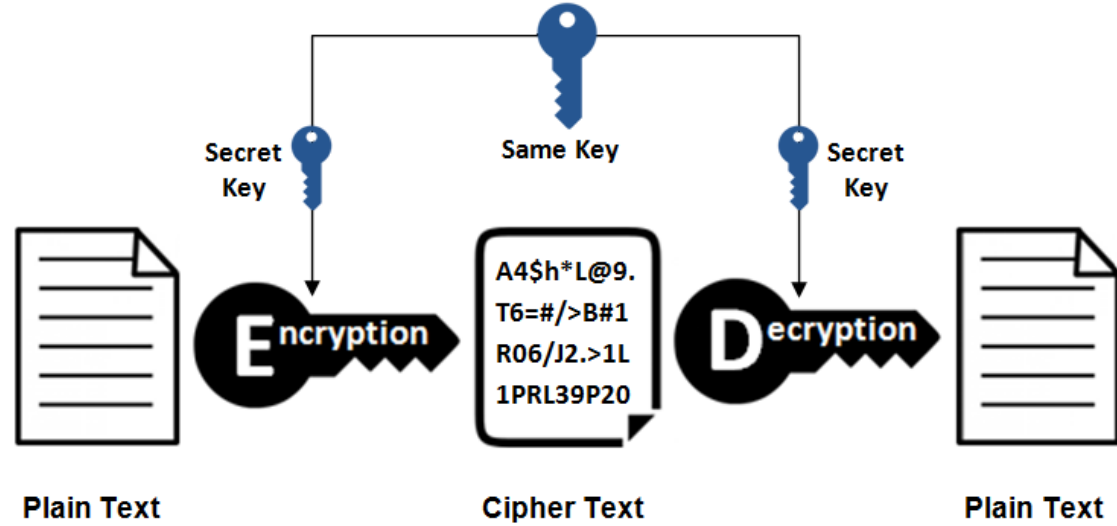 Same Key
Secret
Key
Secret
Key
Encryption
A4$h*L@9.
T6=#/>B#1
R06/J2.>1L
1PRL39P20
Decryption
Plain Text
Cipher Text
Plain Text